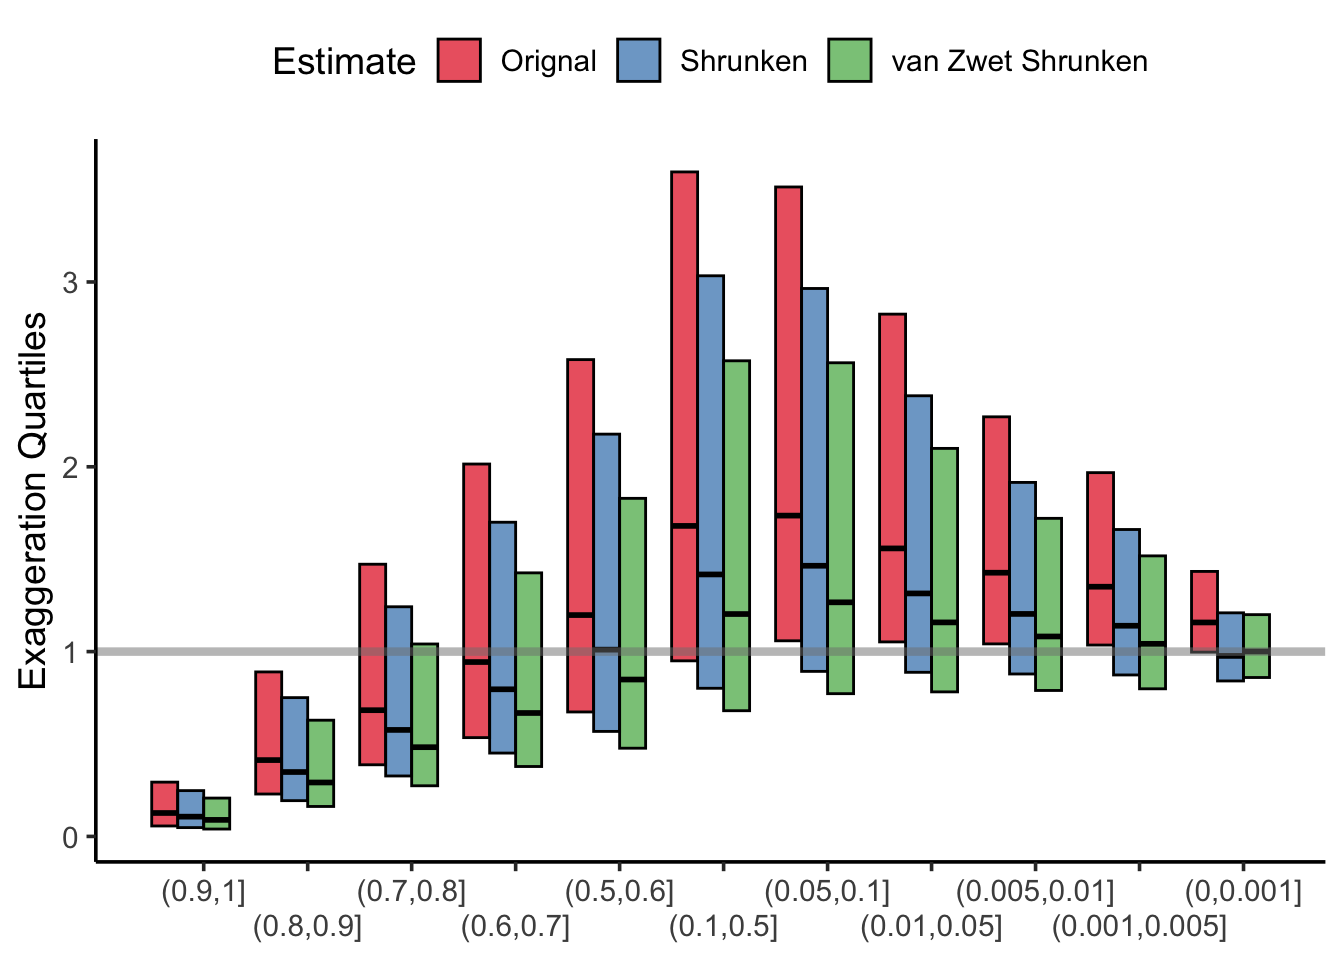 Estimate Orignal Shrunken van Zwet Shrunken
Exaggeration Quartiles
3
2
1
0
(0.9,1] (0.7,0.8] (0.5,0.6] (0.05,0.1] (0.005,0.01] (0,0.001]
(0.8,0.9] (0.6,0.7] (0.1,0.5] (0.01,0.05] (0.001,0.005]